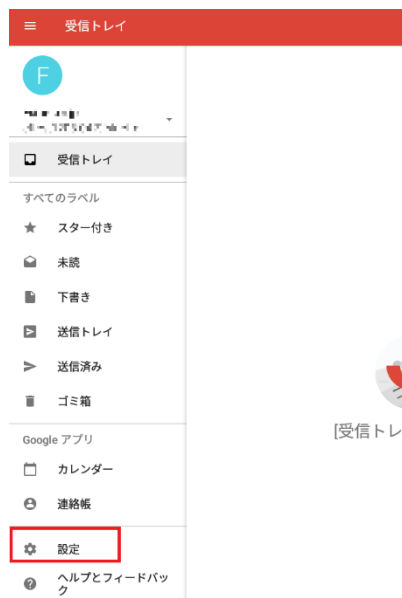 受信トレイ
F
受信トレイ
すべてのラベル
スター付き
未読
下書き
送信トレイ
送信済み
ゴミ箱
Google アプリ
[受信トレ
カレンダー
連絡帳
設定
ヘルプとフィードバッ
ク